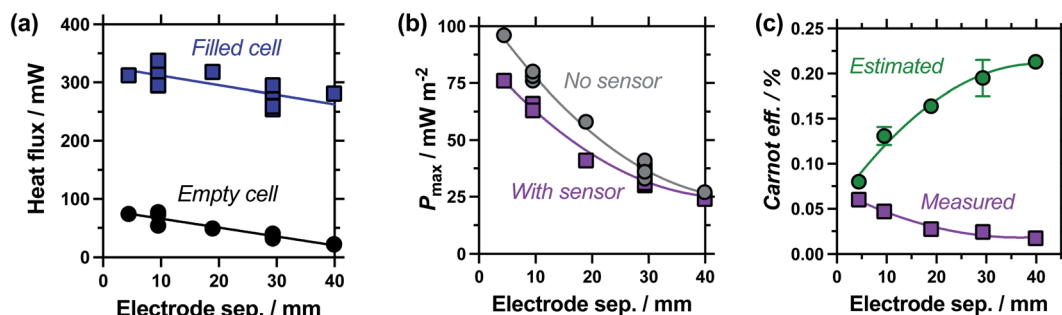 (a)
Heat flux / mW
400
300
200
100
0
Filled cell
Empty cell
0 10 20 30 40
Electrode sep. / mm
(b)
Pmax / mW m-2
100
75
50
25
0
No sensor
With sensor
0 10 20 30 40
Electrode sep. / mm
(c)
Carnot eff. / %
0.25
0.20
0.15
0.10
0.05
0.00
Estimated
Measured
0 10 20 30 40
Electrode sep. / mm